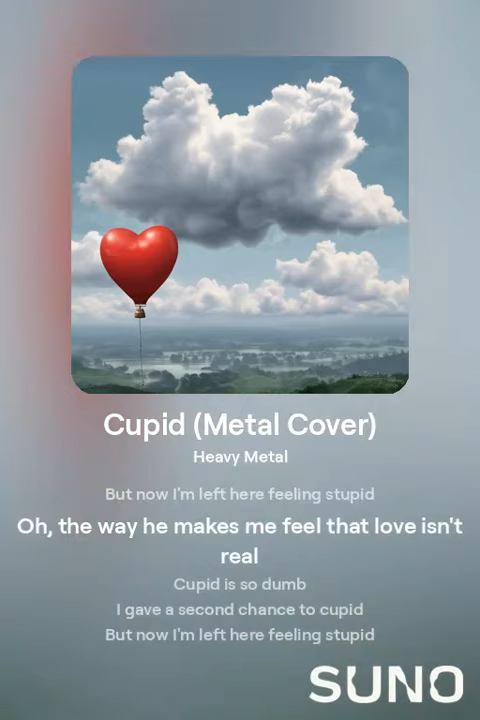 Cupid (Metal Cover)
Heavy Metal
But now I'm left here feeling stupid
Oh, the way he makes me feel that love isn't
real
Cupid is so dumb
I gave a second chance to cupid
But now I'm left here feeling stupid
SUNO